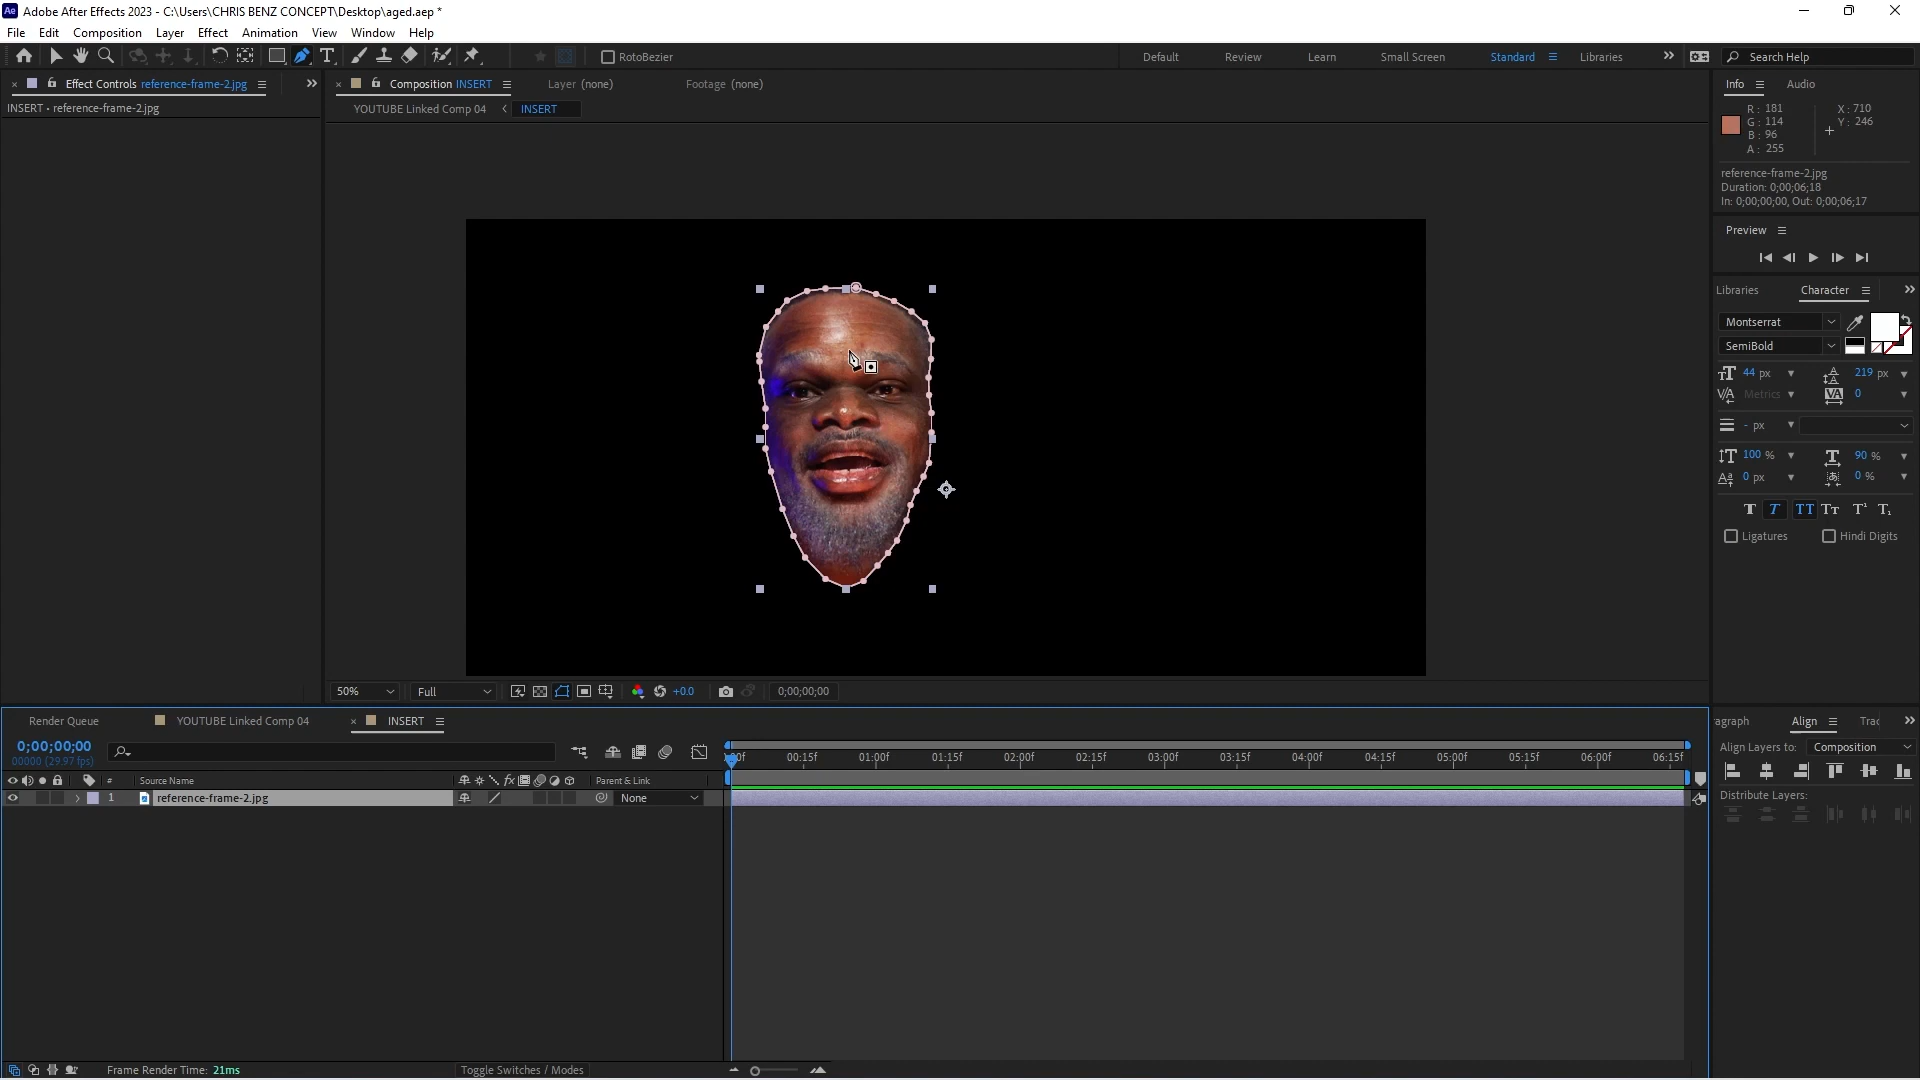 Adobe After Effects 2023 - C:\Users\CHRIS BENZ CONCEPT\Desktop\aged.aep *
File Edit Composition Layer Effect Animation View Window Help
RotoBezier Default Review Learn Small Screen Standard Libraries Search Help
Effect Controls reference-frame-2.jpg
Composition INSERT
Layer (none)
Footage (none)
INSERT • reference-frame-2.jpg
YOUTUBE Linked Comp 04 < INSERT
Info Audio
R: 181 X: 710
G: 114 Y: 246
B: 96
A: 255
reference-frame-2.jpg
Duration: 0;00;06;18
In: 0;00;00;00, Out: 0;00;06;17
Preview
Libraries Character
Montserrat
SemiBold
44 px 219 px
Metrics 0
- px
100 % 90 %
0 px 0 %
T T TT Tt T¹ T₁
Ligatures Hindi Digits
50% Full +0.0 0;00;00;00
Render Queue YOUTUBE Linked Comp 04 INSERT
0;00;00;00
00000 (29.97 fps)
00:15f 01:00f 01:15f 02:00f 02:15f 03:00f 03:15f 04:00f 04:15f 05:00f 05:15f 06:00f 06:15f
# Source Name fx Parent & Link
1 reference-frame-2.jpg None
Align
Align Layers to: Composition
Distribute Layers:
Frame Render Time: 21ms
Toggle Switches / Modes